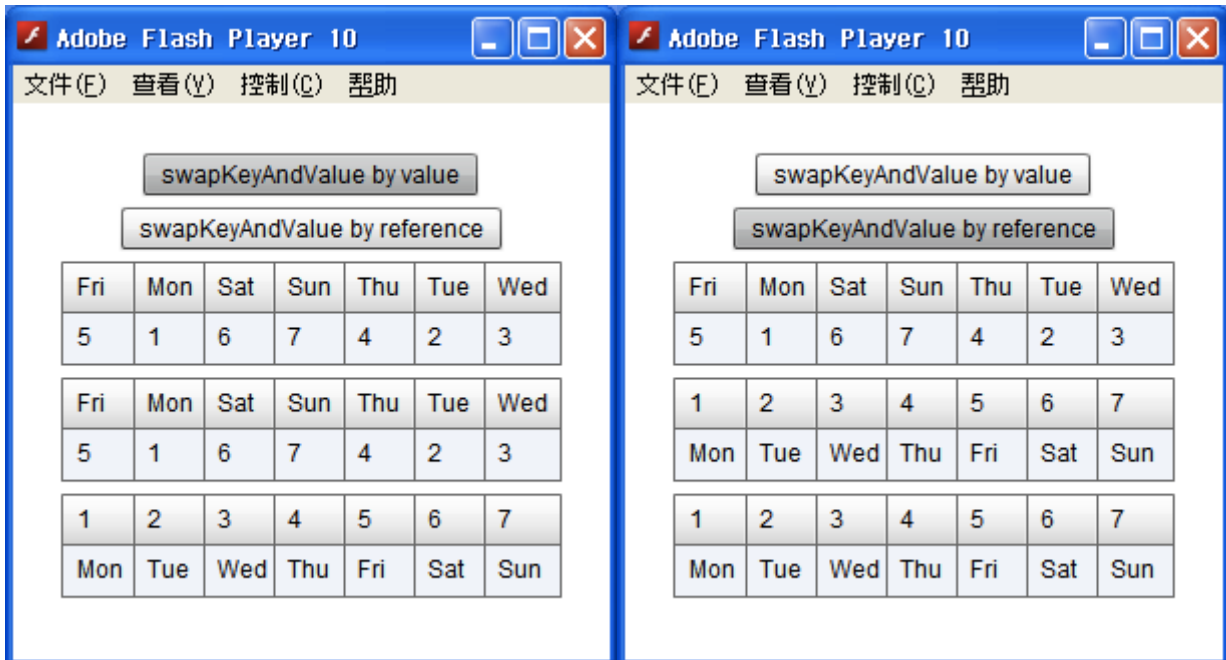 Adobe Flash Player 10
文件(F) 查看(V) 控制(C) 帮助
swapKeyAndValue by value
swapKeyAndValue by reference
Fri Mon Sat Sun Thu Tue Wed
5 1 6 7 4 2 3
Fri Mon Sat Sun Thu Tue Wed
5 1 6 7 4 2 3
1 2 3 4 5 6 7
Mon Tue Wed Thu Fri Sat Sun
Adobe Flash Player 10
文件(F) 查看(V) 控制(C) 帮助
swapKeyAndValue by value
swapKeyAndValue by reference
Fri Mon Sat Sun Thu Tue Wed
5 1 6 7 4 2 3
1 2 3 4 5 6 7
Mon Tue Wed Thu Fri Sat Sun
1 2 3 4 5 6 7
Mon Tue Wed Thu Fri Sat Sun